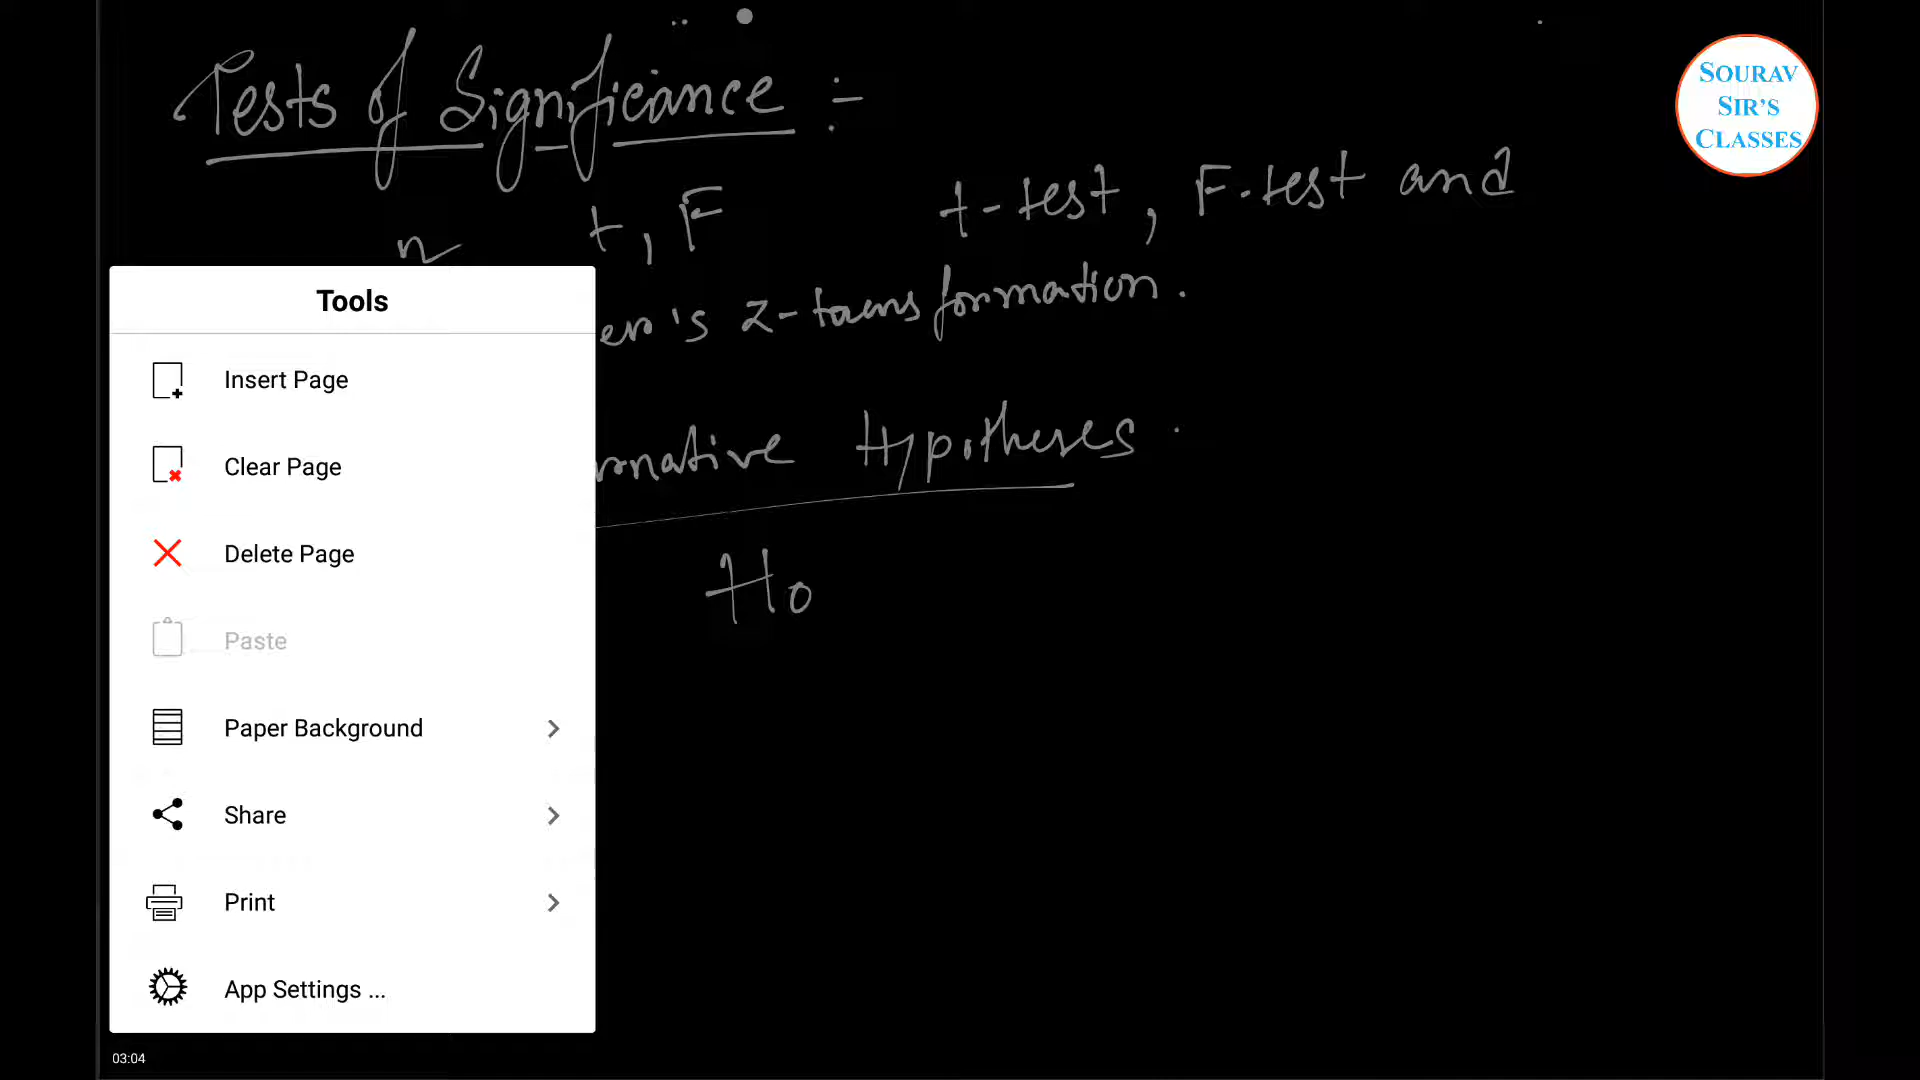 Tests of Significance :-
SOURAV
SIR'S
CLASSES
n t, F t-test, F-test and
er's z-transformation.
rnative Hypotheses.
H0
Tools
Insert Page
Clear Page
Delete Page
Paste
Paper Background
Share
Print
App Settings ...
03:04